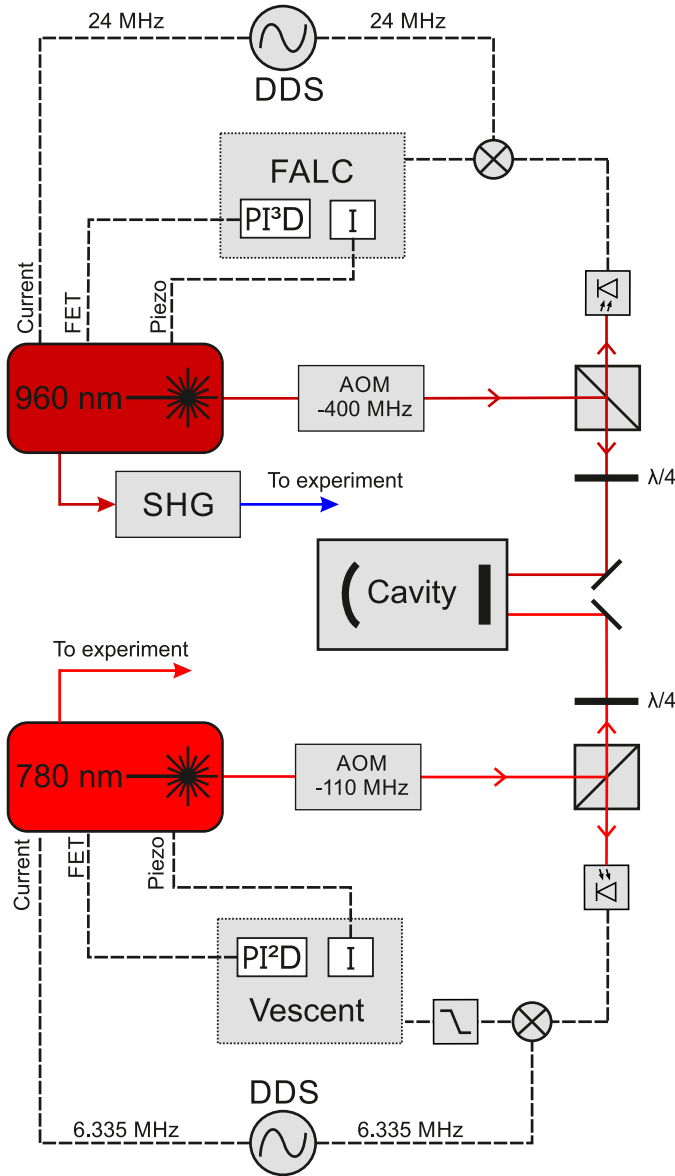 24 MHz
24 MHz
DDS
FALC
PI³D
I
Current
FET
Piezo
960 nm
AOM
-400 MHz
λ/4
SHG
To experiment
Cavity
To experiment
λ/4
780 nm
AOM
-110 MHz
Current
FET
Piezo
PI²D
I
Vescent
DDS
6.335 MHz
6.335 MHz